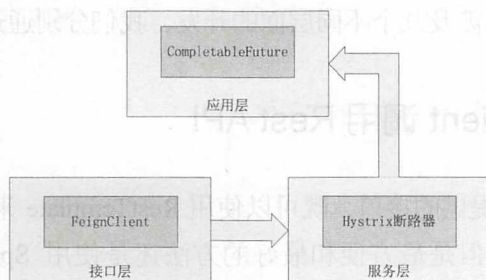 CompletableFuture
应用层
FeignClient
接口层
Hystrix断路器
服务层